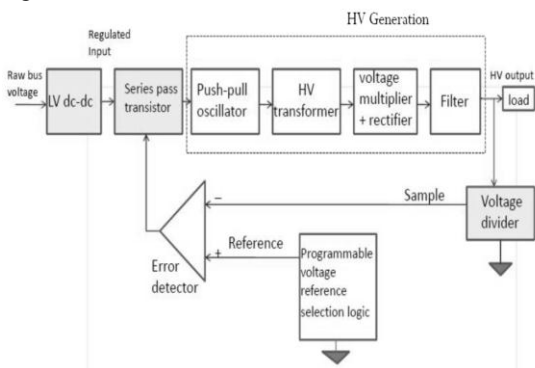 HV Generation
Regulated
Input
Raw bus
voltage
LV dc-dc
Series pass
transistor
Push-pull
oscillator
HV
transformer
voltage
multiplier
+ rectifier
Filter
HV output
load
Sample
Voltage
divider
−
+
Reference
Error
detector
Programmable
voltage
reference
selection logic